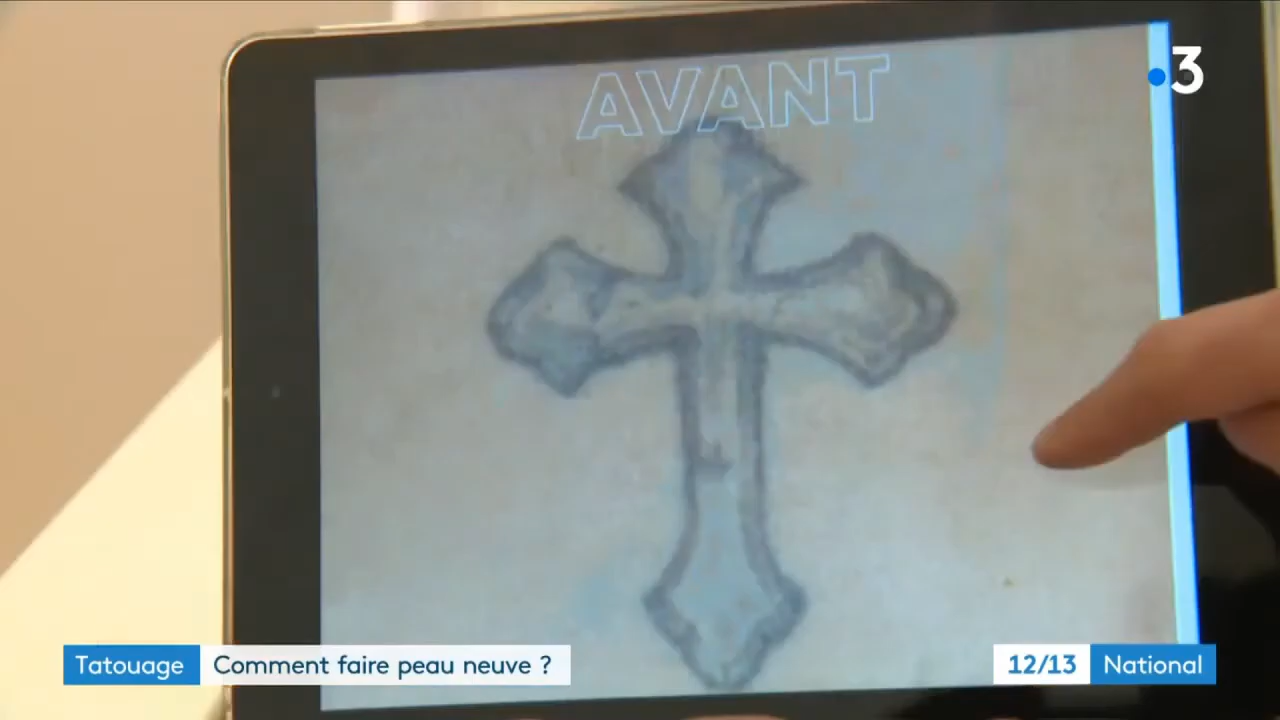 AVANT
3
Tatouage
Comment faire peau neuve ?
12/13
National